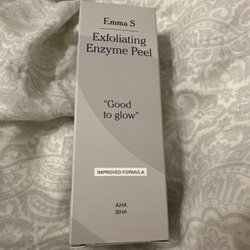 Emma S
Exfoliating
Enzyme Peel
"Good
to glow"
IMPROVED FORMULA
AHA
BHA